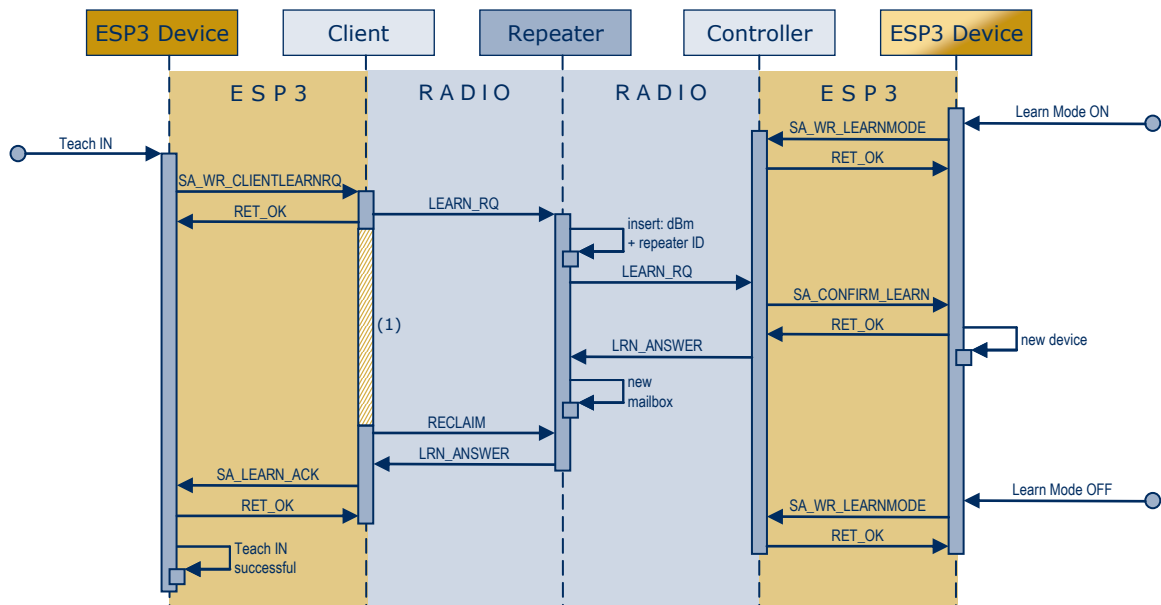 ESP3 Device
Client
Repeater
Controller
ESP3 Device
ESP3
RADIO
RADIO
ESP3
Learn Mode ON
SA_WR_LEARNMODE
Teach IN
RET_OK
SA_WR_CLIENTLEARNRQ
RET_OK
LEARN_RQ
insert: dBm
+ repeater ID
LEARN_RQ
SA_CONFIRM_LEARN
(1)
RET_OK
new device
LRN_ANSWER
new
mailbox
RECLAIM
LRN_ANSWER
SA_LEARN_ACK
Learn Mode OFF
RET_OK
SA_WR_LEARNMODE
RET_OK
Teach IN
successful